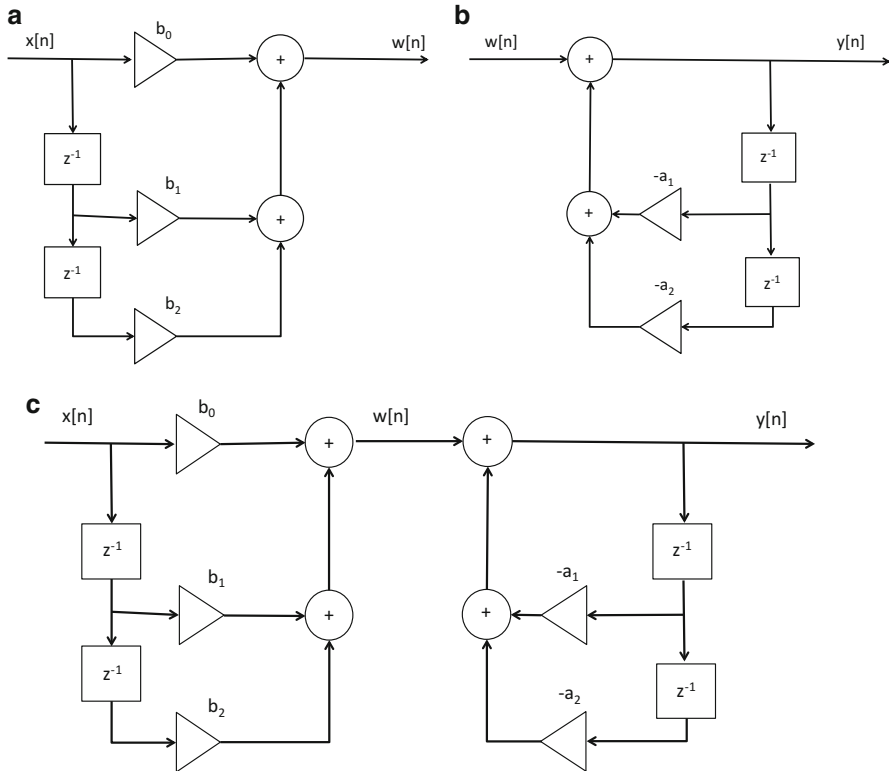 a
x[n]
b₀
+
w[n]
z⁻¹
b₁
+
z⁻¹
b₂
b
w[n]
+
y[n]
z⁻¹
-a₁
+
z⁻¹
-a₂
c
x[n]
b₀
+
w[n]
+
y[n]
z⁻¹
z⁻¹
b₁
+
-a₁
+
z⁻¹
z⁻¹
b₂
-a₂